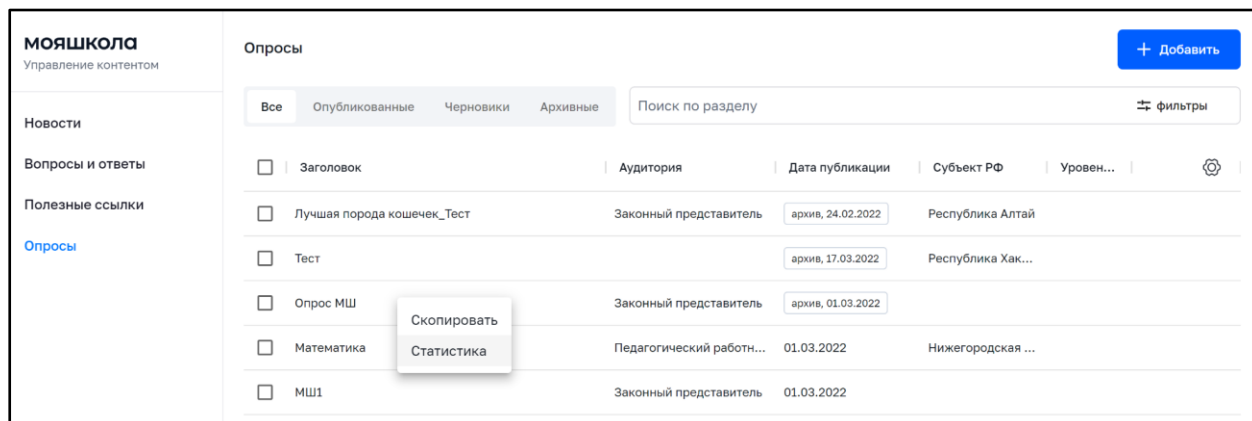 мояшкола
Управление контентом
Новости
Вопросы и ответы
Полезные ссылки
Опросы
Опросы
+ Добавить
Все Опубликованные Черновики Архивные Поиск по разделу фильтры
Заголовок Аудитория Дата публикации Субъект РФ Уровен...
Лучшая порода кошечек_Тест Законный представитель архив, 24.02.2022 Республика Алтай
Тест архив, 17.03.2022 Республика Хак...
Опрос МШ Законный представитель архив, 01.03.2022
Скопировать
Математика Педагогический работн... 01.03.2022 Нижегородская ...
Статистика
МШ1 Законный представитель 01.03.2022